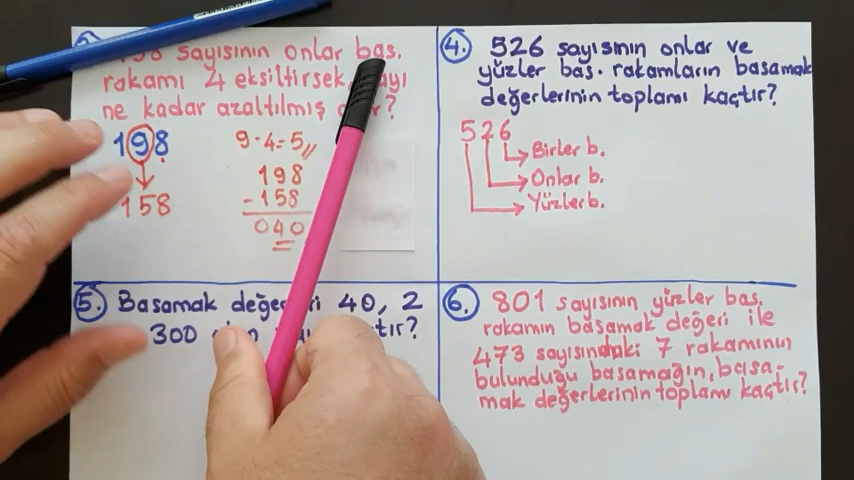 sayısının onlar bas.
rakamı 4 eksiltirsek,
ne kadar azaltılmış
198
158
9-4=5
198
-158
040
4. 526 sayısının onlar ve
yüzler bas. rakamların basamak
değerlerinin toplamı kaçtır?
526
Birler b.
Onlar b.
Yüzler b.
5. Basamak 40, 2
300
6. 801 sayısının yüzler bas.
rakamın basamak değeri ile
473 sayısındaki 7 rakamının
bulunduğu basamağın, basa-
mak değerlerinin toplamı kaçtır?